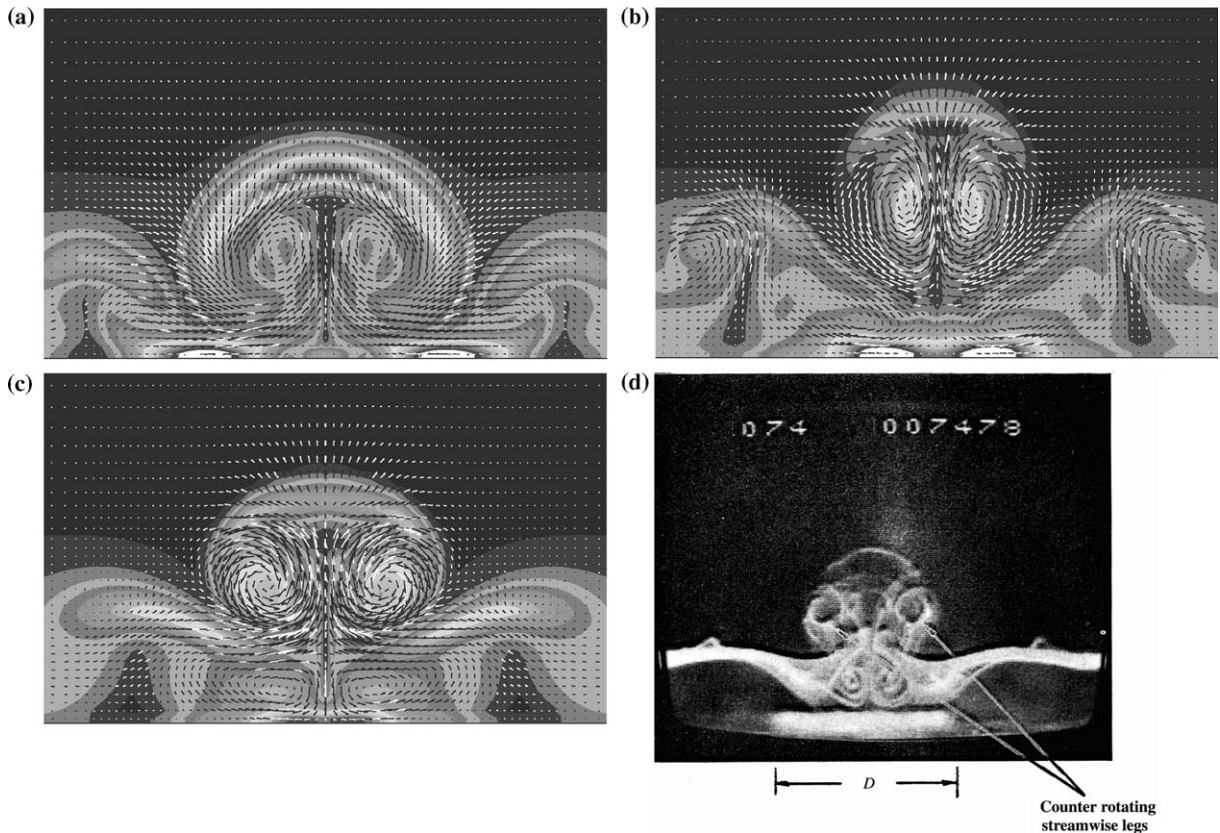 (a)
(b)
(c)
(d)
074 007478
D
Counter rotating
streamwise legs